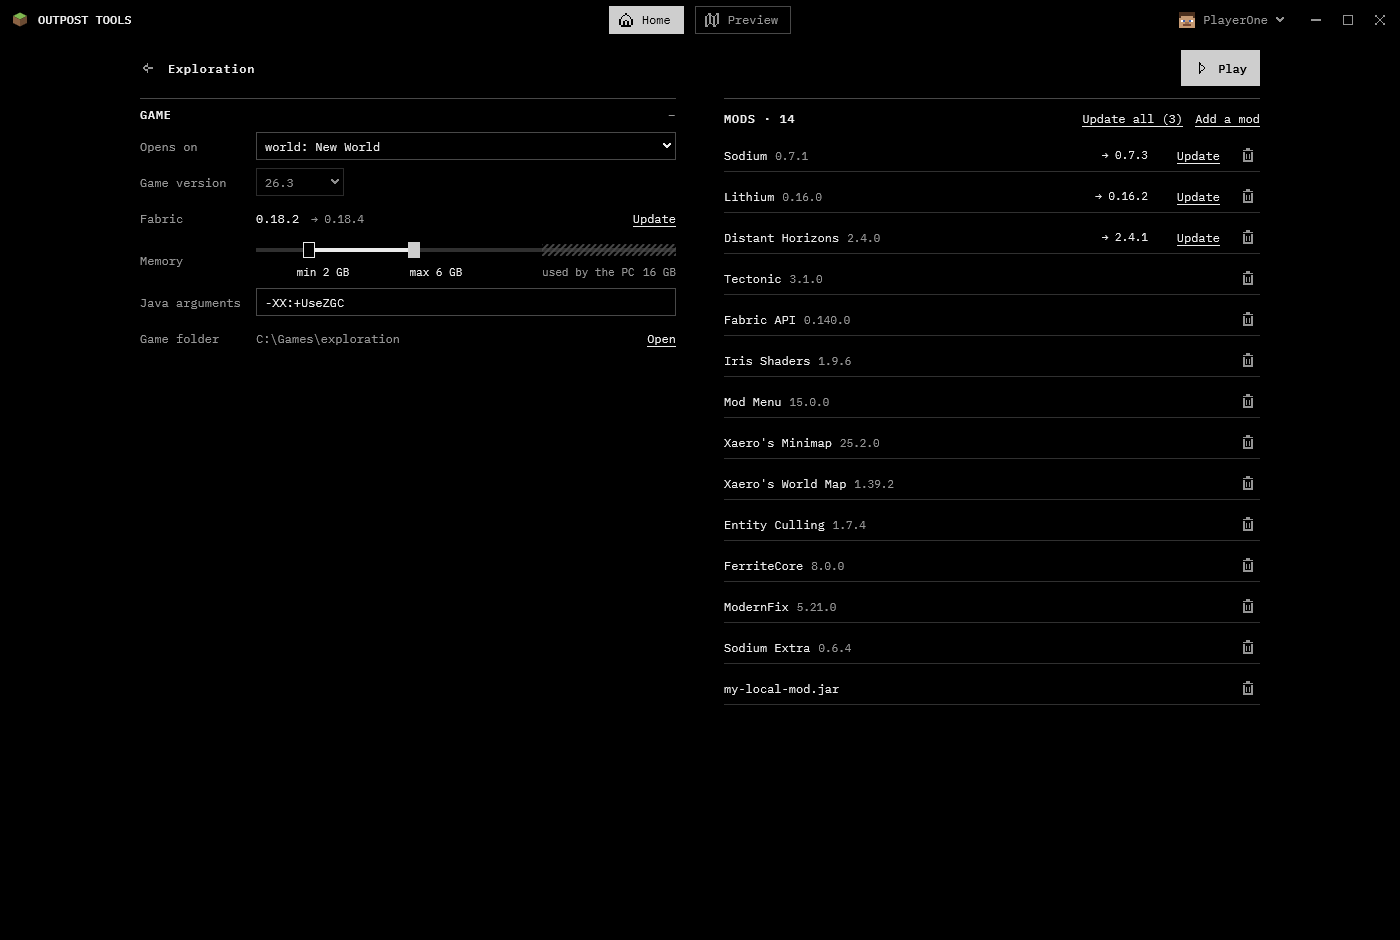 OUTPOST TOOLS
Home
Preview
PlayerOne
← Exploration
Play
GAME –
Opens on world: New World
Game version 26.3
Fabric 0.18.2 → 0.18.4 Update
Memory
min 2 GB max 6 GB used by the PC 16 GB
Java arguments -XX:+UseZGC
Game folder C:\Games\exploration Open
MODS · 14 Update all (3) Add a mod
Sodium 0.7.1 → 0.7.3 Update
Lithium 0.16.0 → 0.16.2 Update
Distant Horizons 2.4.0 → 2.4.1 Update
Tectonic 3.1.0
Fabric API 0.140.0
Iris Shaders 1.9.6
Mod Menu 15.0.0
Xaero's Minimap 25.2.0
Xaero's World Map 1.39.2
Entity Culling 1.7.4
FerriteCore 8.0.0
ModernFix 5.21.0
Sodium Extra 0.6.4
my-local-mod.jar